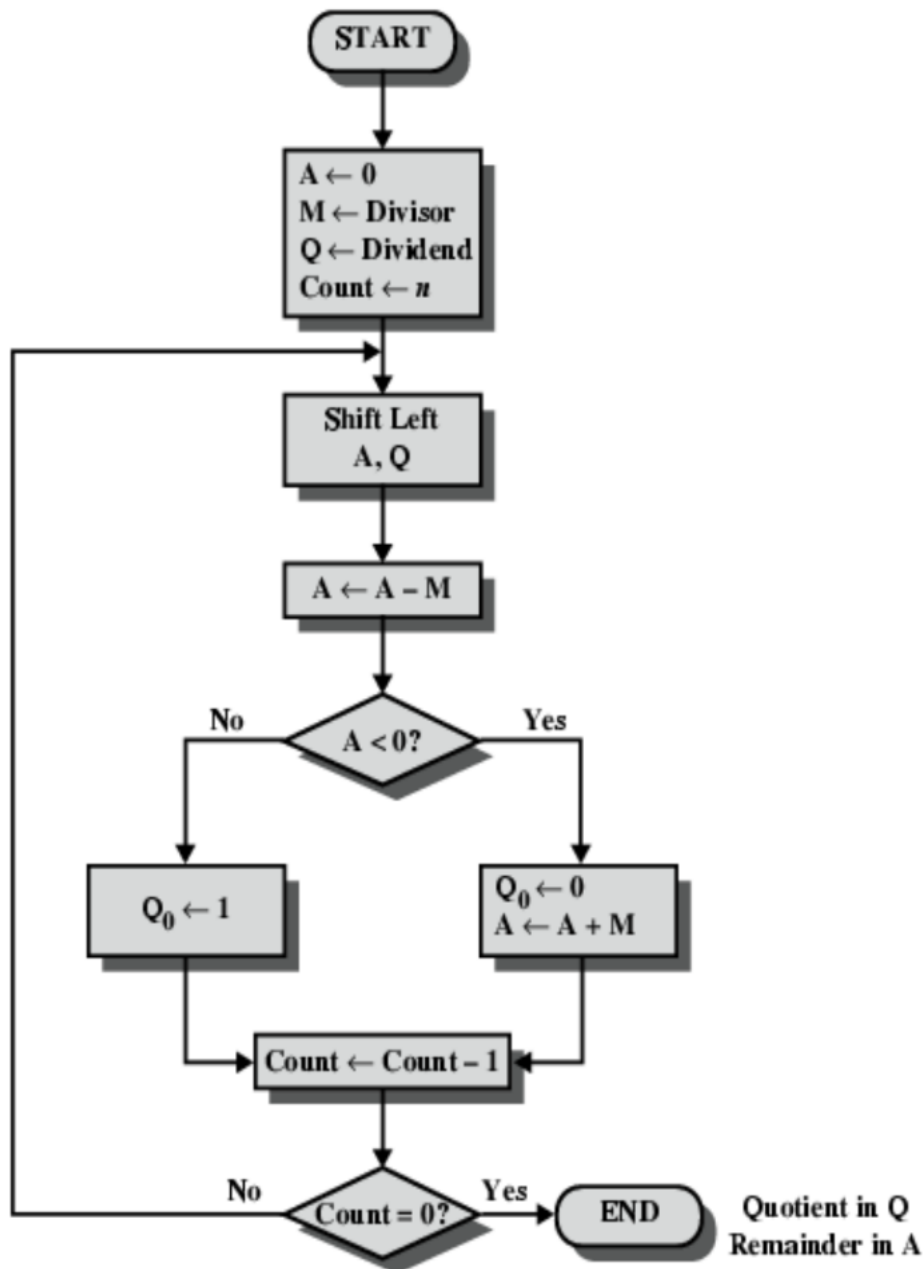 START
A ← 0
M ← Divisor
Q ← Dividend
Count ← n
Shift Left
A, Q
A ← A – M
No
Yes
A < 0?
Q₀ ← 1
Q₀ ← 0
A ← A + M
Count ← Count – 1
No
Yes
Count = 0?
END
Quotient in Q
Remainder in A